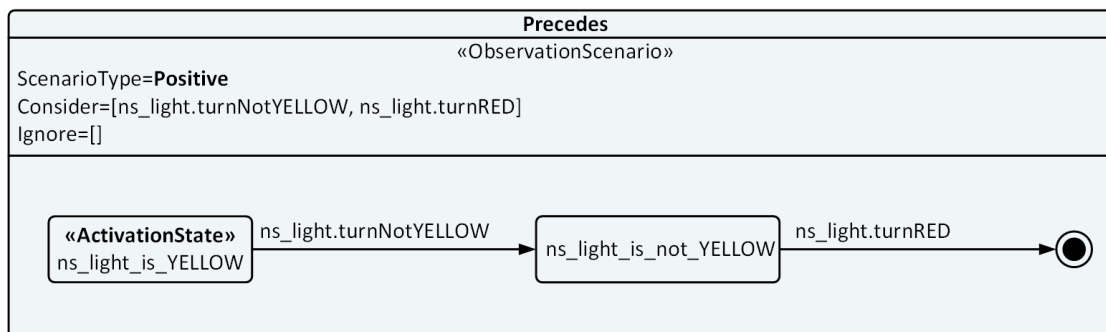 Precedes
«ObservationScenario»
ScenarioType=Positive
Consider=[ns_light.turnNotYELLOW, ns_light.turnRED]
Ignore=[]
«ActivationState»
ns_light_is_YELLOW
ns_light.turnNotYELLOW
ns_light_is_not_YELLOW
ns_light.turnRED